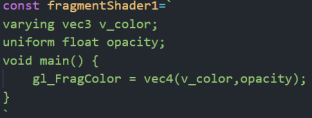 const fragmentShader1=`
varying vec3 v_color;
uniform float opacity;
void main() {
    gl_FragColor = vec4(v_color,opacity);
}
`